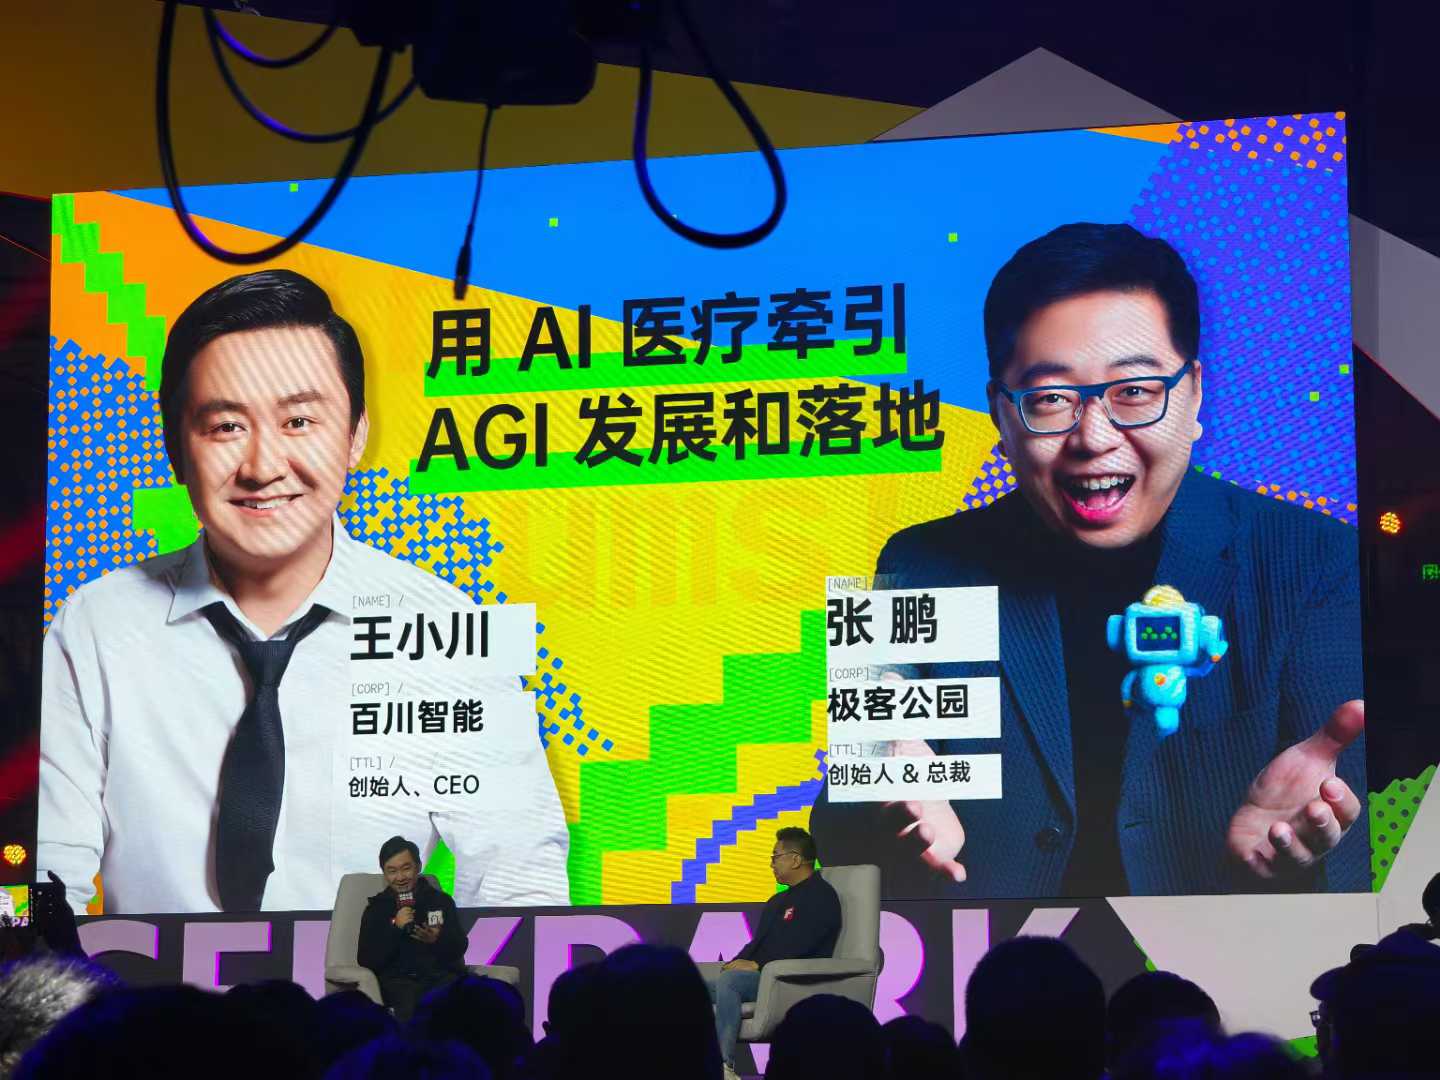 用 AI 医疗牵引
AGI 发展和落地
[NAME] /
王小川
[CORP] /
百川智能
[TTL] /
创始人、CEO
[NAME] /
张 鹏
[CORP] /
极客公园
[TTL] /
创始人 & 总裁
GEEKPARK